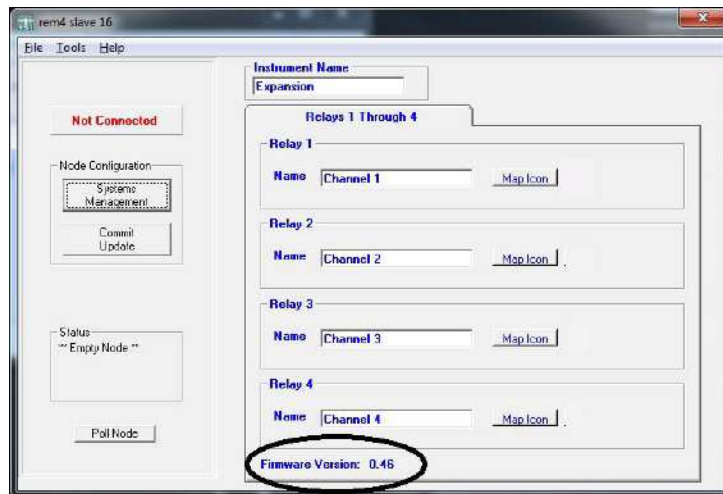 rem4 slave 16
File Tools Help
Instrument Name
Expansion
Not Connected
Relays 1 Through 4
Relay 1
Name Channel 1 Map Icon
Node Configuration
Systems
Management
Commit
Update
Relay 2
Name Channel 2 Map Icon
Relay 3
Name Channel 3 Map Icon
Status
** Empty Node **
Relay 4
Name Channel 4 Map Icon
Poll Node
Firmware Version: 0.46